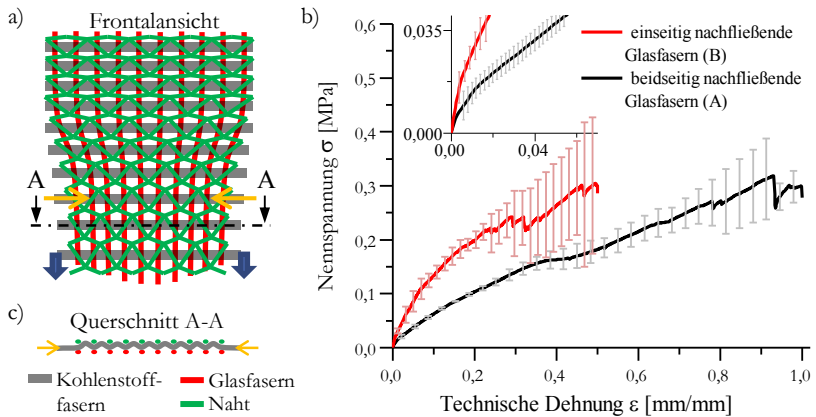 a)
Frontalansicht
A
A
c)
Querschnitt A-A
Kohlenstoff-
fasern
Glasfasern
Naht
b)
0,6
0,5
0,4
0,3
0,2
0,1
0,0
Nennspannung σ [MPa]
0,035
0,000
0,00
0,04
einseitig nachfließende
Glasfasern (B)
beidseitig nachfließende
Glasfasern (A)
0,0
0,2
0,4
0,6
0,8
1,0
Technische Dehnung ε [mm/mm]